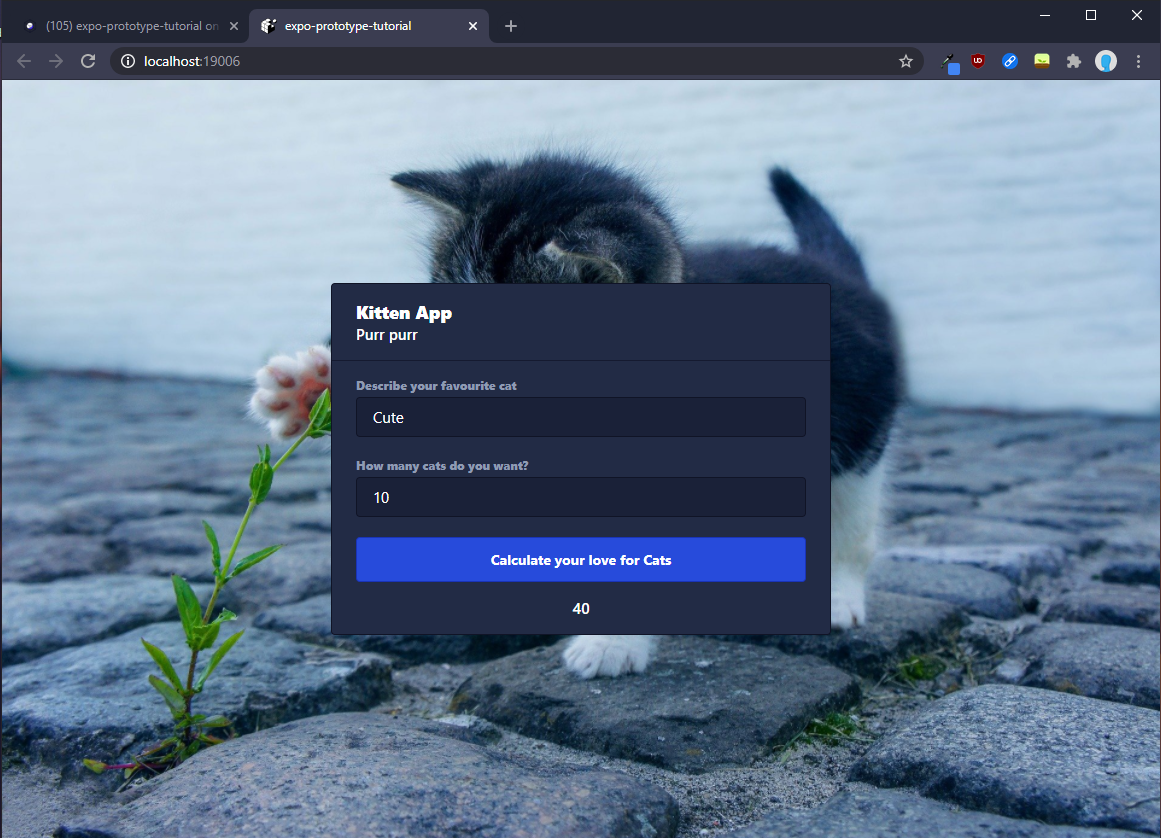 (105) expo-prototype-tutorial on
expo-prototype-tutorial
localhost:19006
UD
Kitten App
Purr purr
Describe your favourite cat
Cute
How many cats do you want?
10
Calculate your love for Cats
40